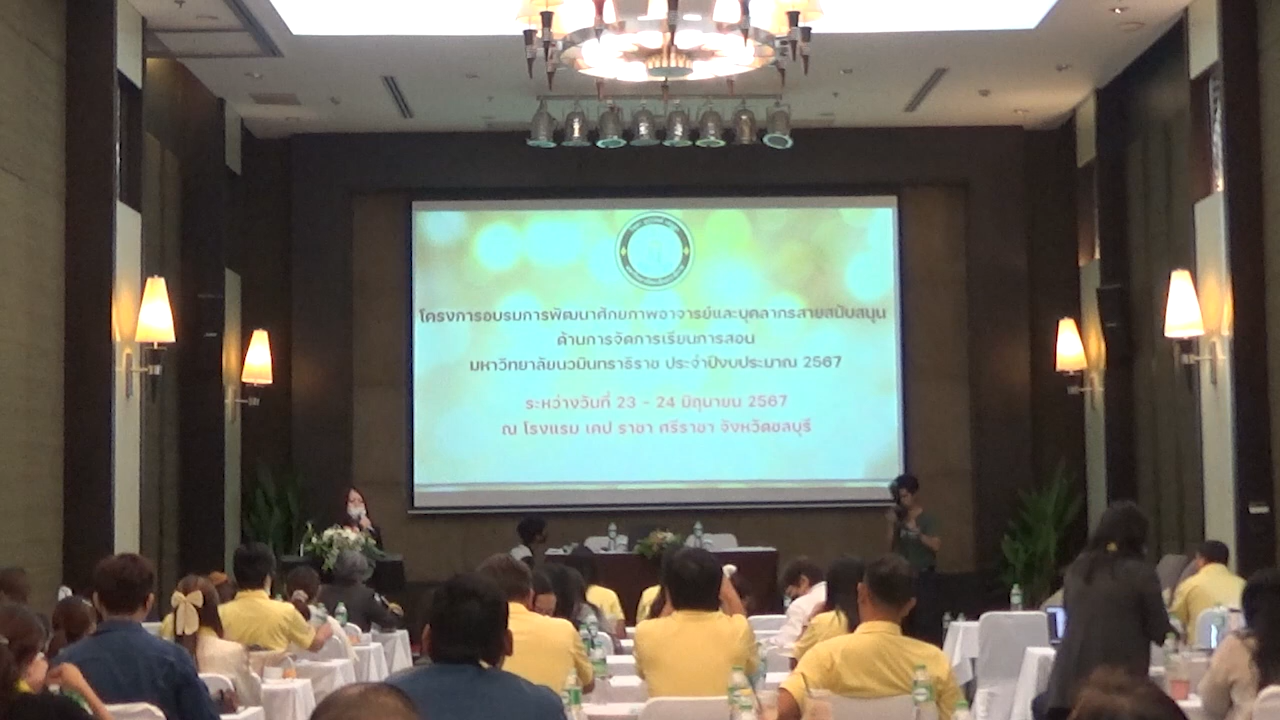 โครงการอบรมการพัฒนาศักยภาพอาจารย์และบุคลากรสายสนับสนุน
ด้านการจัดการเรียนการสอน
มหาวิทยาลัยนวมินทราธิราช ประจำปีงบประมาณ 2567
ระหว่างวันที่ 23 - 24 มิถุนายน 2567
ณ โรงแรม เคป ราชา ศรีราชา จังหวัดชลบุรี